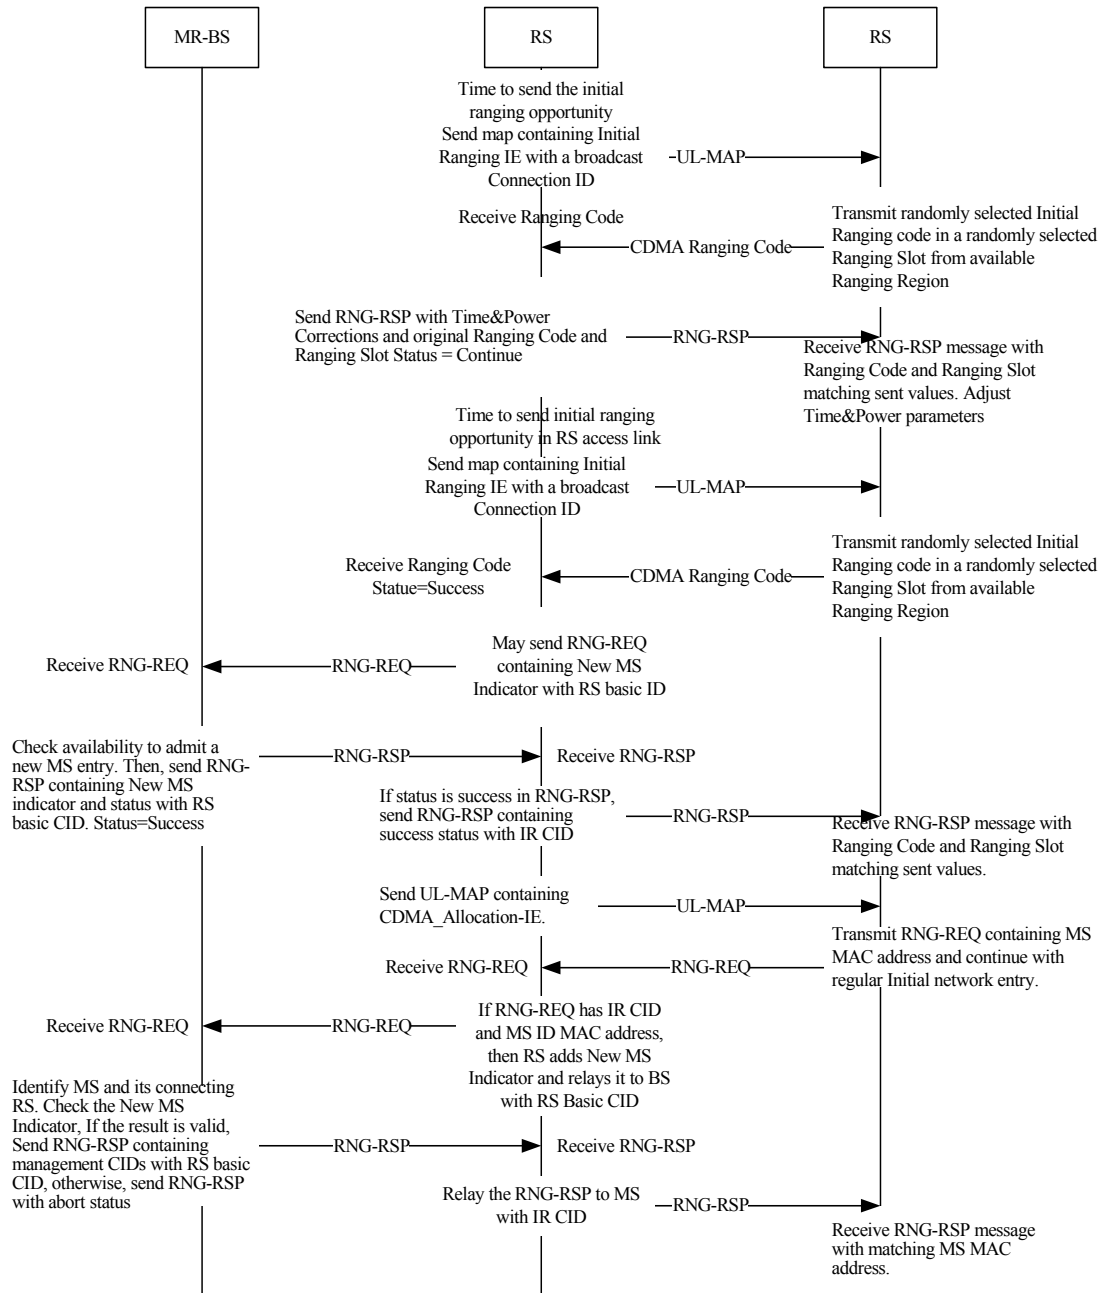 MR-BS
RS
RS
Time to send the initial
ranging opportunity
Send map containing Initial
Ranging IE with a broadcast
Connection ID
UL-MAP
Receive Ranging Code
CDMA Ranging Code
Transmit randomly selected Initial
Ranging code in a randomly selected
Ranging Slot from available
Ranging Region
Send RNG-RSP with Time&Power
Corrections and original Ranging Code and
Ranging Slot Status = Continue
RNG-RSP
Receive RNG-RSP message with
Ranging Code and Ranging Slot
matching sent values. Adjust
Time&Power parameters
Time to send initial ranging
opportunity in RS access link
Send map containing Initial
Ranging IE with a broadcast
Connection ID
UL-MAP
Receive Ranging Code
Statue=Success
CDMA Ranging Code
Transmit randomly selected Initial
Ranging code in a randomly selected
Ranging Slot from available
Ranging Region
Receive RNG-REQ
RNG-REQ
May send RNG-REQ
containing New MS
Indicator with RS basic ID
Check availability to admit a
new MS entry. Then, send RNG-
RSP containing New MS
indicator and status with RS
basic CID. Status=Success
RNG-RSP
Receive RNG-RSP
If status is success in RNG-RSP,
send RNG-RSP containing
success status with IR CID
RNG-RSP
Receive RNG-RSP message with
Ranging Code and Ranging Slot
matching sent values.
Send UL-MAP containing
CDMA_Allocation-IE.
UL-MAP
Transmit RNG-REQ containing MS
MAC address and continue with
regular Initial network entry.
Receive RNG-REQ
RNG-REQ
Receive RNG-REQ
RNG-REQ
If RNG-REQ has IR CID
and MS ID MAC address,
then RS adds New MS
Indicator and relays it to BS
with RS Basic CID
Identify MS and its connecting
RS. Check the New MS
Indicator, If the result is valid,
Send RNG-RSP containing
management CIDs with RS basic
CID, otherwise, send RNG-RSP
with abort status
RNG-RSP
Receive RNG-RSP
Relay the RNG-RSP to MS
with IR CID
RNG-RSP
Receive RNG-RSP message
with matching MS MAC
address.